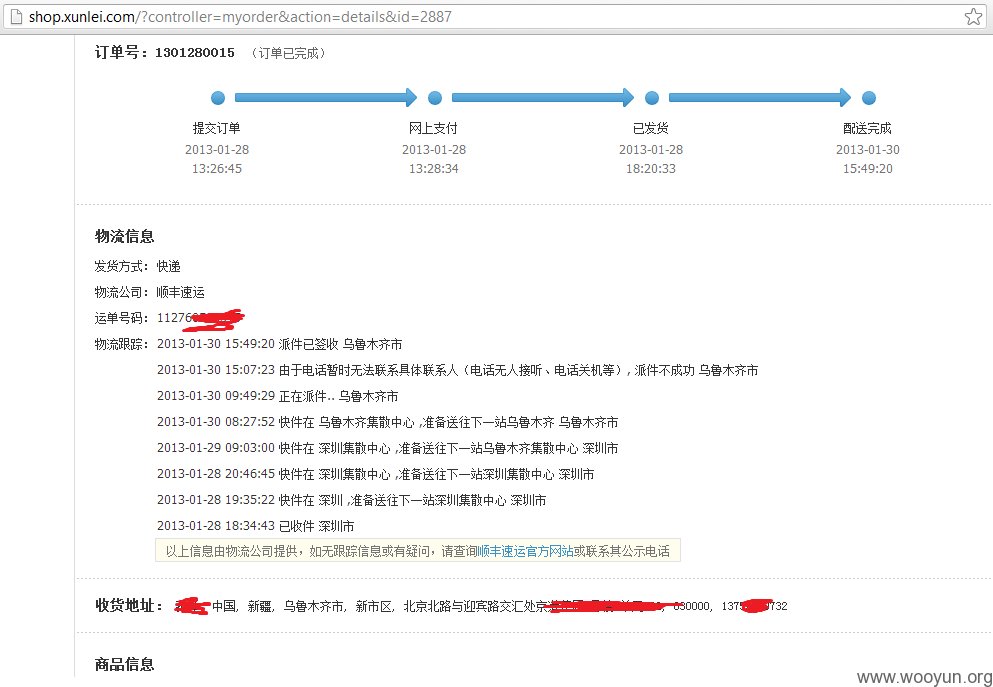 shop.xunlei.com/?controller=myorder&action=details&id=2887
订单号：1301280015 （订单已完成）
提交订单 网上支付 已发货 配送完成
2013-01-28 2013-01-28 2013-01-28 2013-01-30
13:26:45 13:28:34 18:20:33 15:49:20
物流信息
发货方式： 快递
物流公司： 顺丰速运
运单号码： 11276
物流跟踪： 2013-01-30 15:49:20 派件已签收 乌鲁木齐市
2013-01-30 15:07:23 由于电话暂时无法联系具体联系人（电话无人接听、电话关机等）, 派件不成功 乌鲁木齐市
2013-01-30 09:49:29 正在派件.. 乌鲁木齐市
2013-01-30 08:27:52 快件在 乌鲁木齐集散中心 ,准备送往下一站乌鲁木齐 乌鲁木齐市
2013-01-29 09:03:00 快件在 深圳集散中心 ,准备送往下一站乌鲁木齐集散中心 深圳市
2013-01-28 20:46:45 快件在 深圳集散中心 ,准备送往下一站深圳集散中心 深圳市
2013-01-28 19:35:22 快件在 深圳 ,准备送往下一站深圳集散中心 深圳市
2013-01-28 18:34:43 已收件 深圳市
以上信息由物流公司提供，如无跟踪信息或有疑问，请查询顺丰速运官方网站或联系其公示电话
收货地址： 中国, 新疆, 乌鲁木齐市, 新市区, 北京北路与迎宾路交汇处 830000, 137 732
商品信息
www.wooyun.org